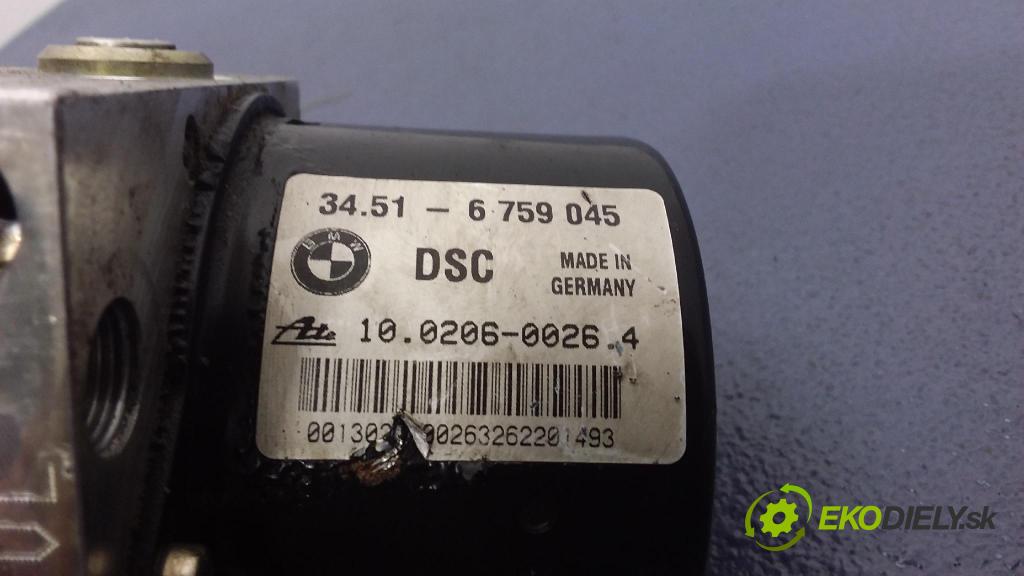 34.51 - 6 759 045
BMW
DSC
MADE IN
GERMANY
Ate 10.0206-0026.4
EKODIELY.sk